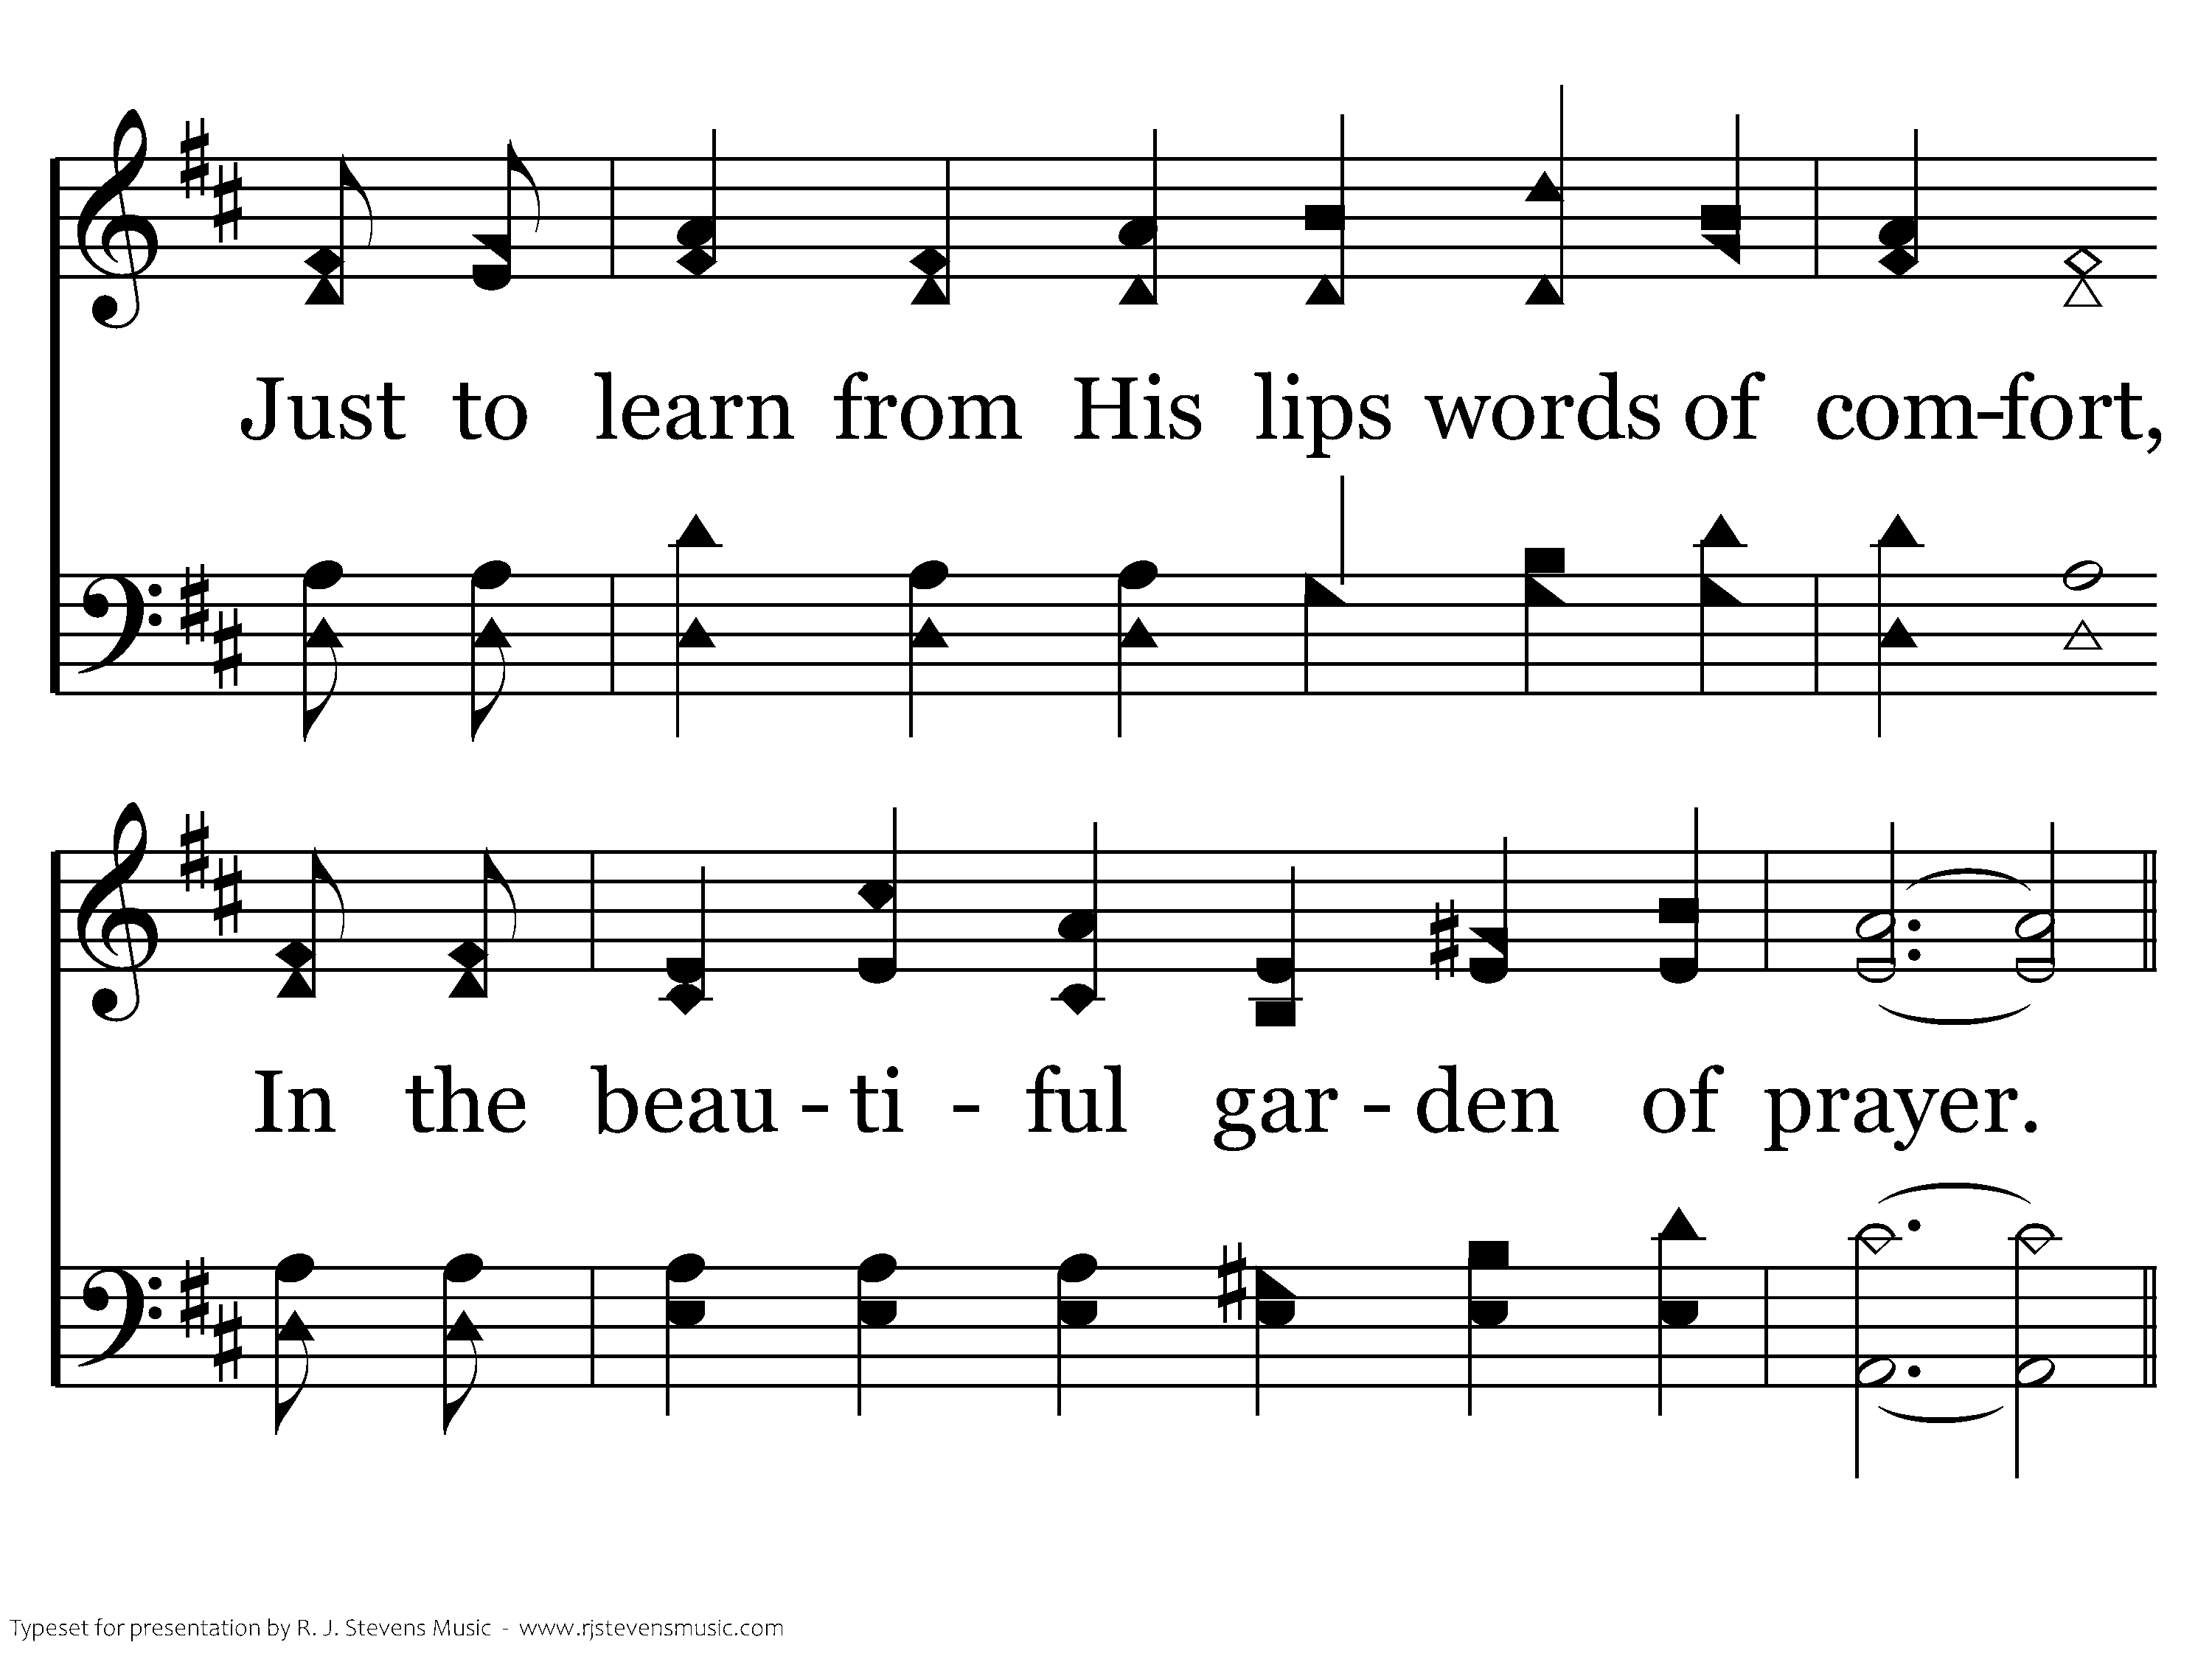 Just to learn from His lips words of com-fort,
In the beau - ti - ful gar - den of prayer.
Typeset for presentation by R. J. Stevens Music - www.rjstevensmusic.com